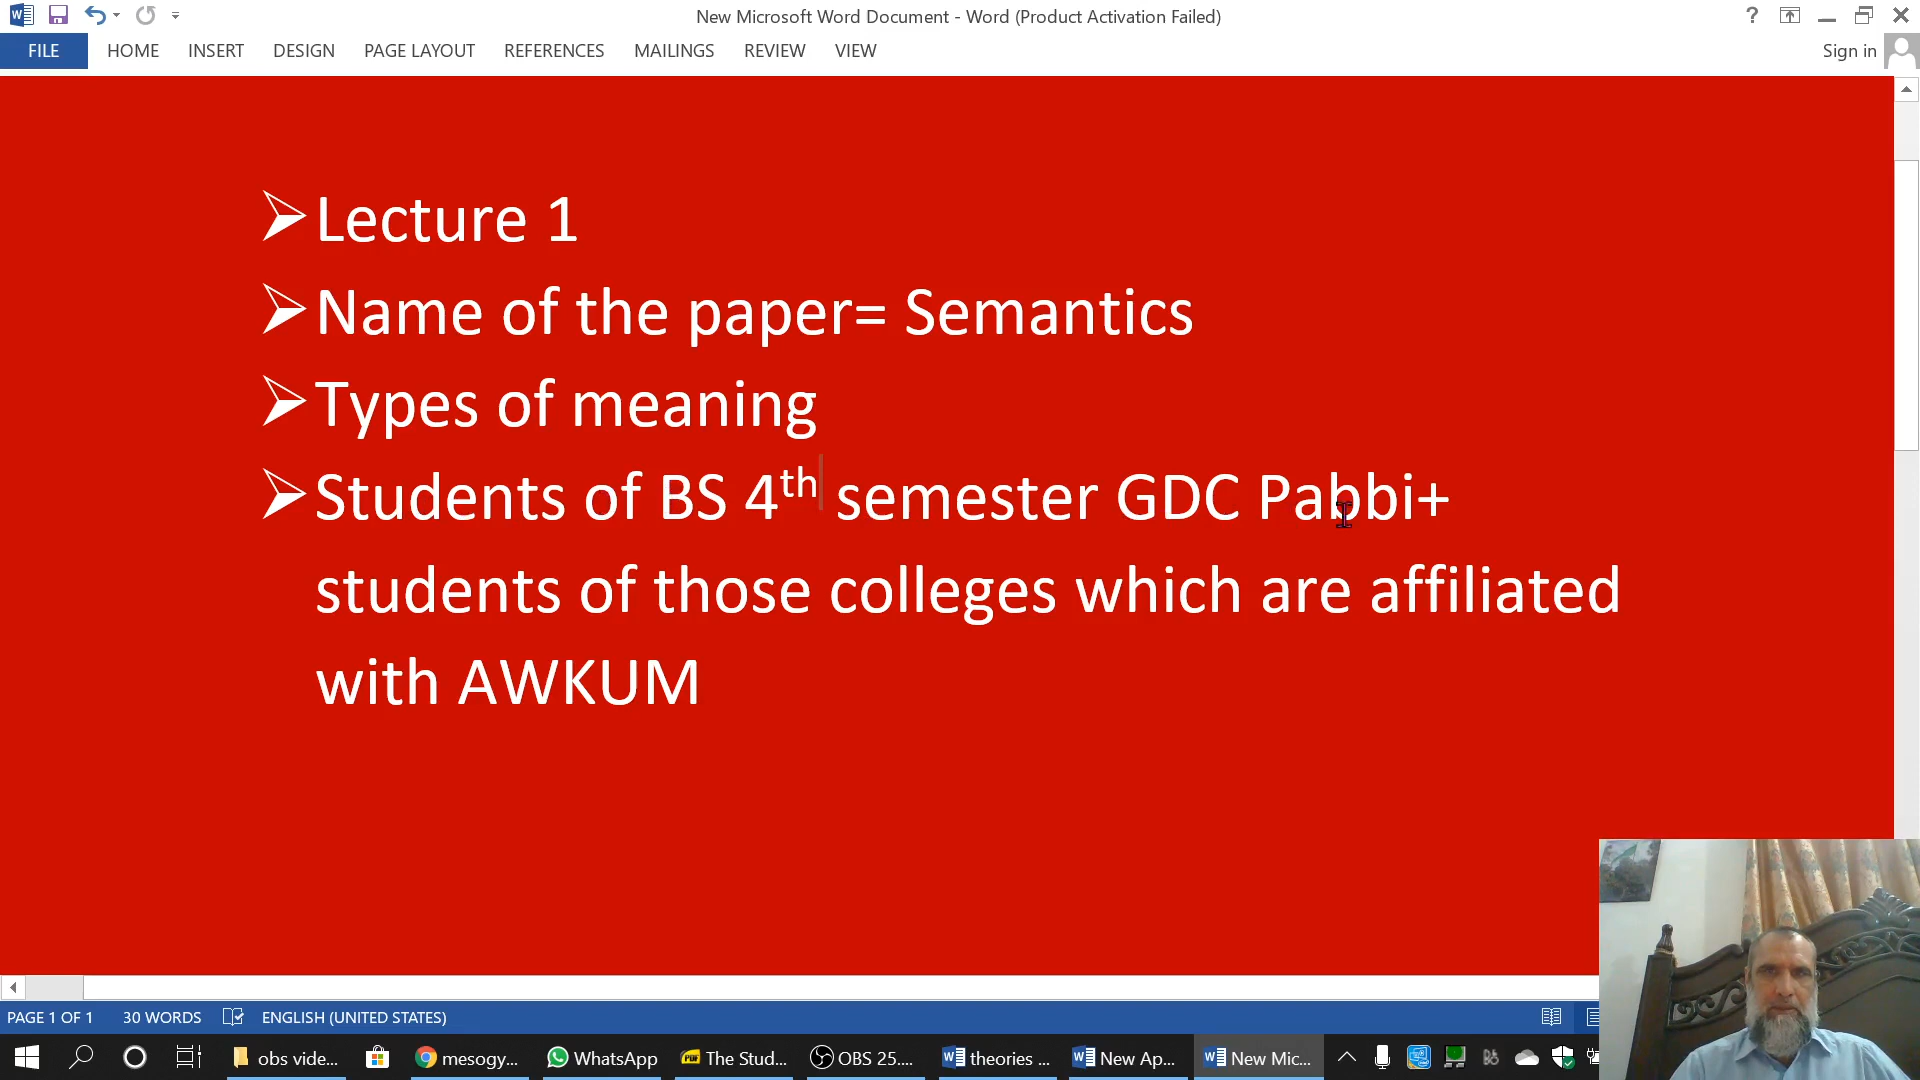 New Microsoft Word Document - Word (Product Activation Failed)
FILE HOME INSERT DESIGN PAGE LAYOUT REFERENCES MAILINGS REVIEW VIEW Sign in
Lecture 1
Name of the paper= Semantics
Types of meaning
Students of BS 4th semester GDC Pabbi+
students of those colleges which are affiliated
with AWKUM
PAGE 1 OF 1 30 WORDS ENGLISH (UNITED STATES)
obs vide... mesogy... WhatsApp The Stud... OBS 25.... theories ... New Ap... New Mic...